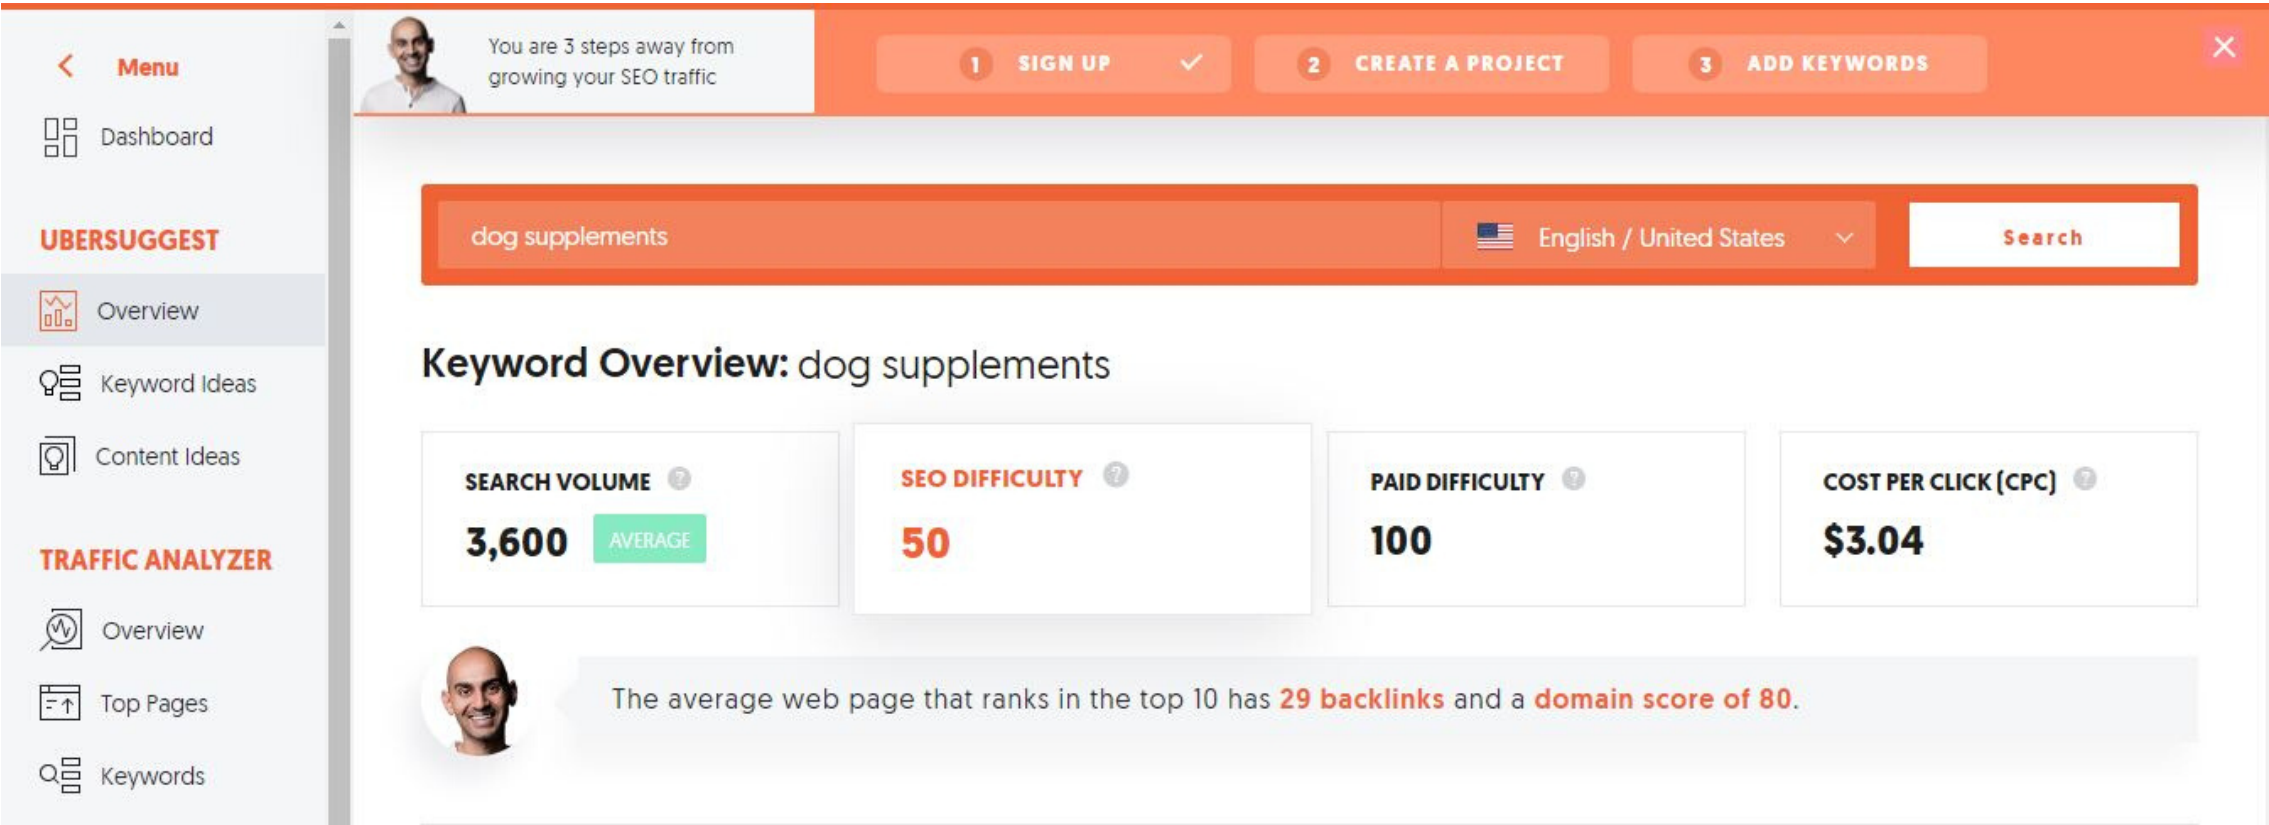 Menu
Dashboard
UBERSUGGEST
Overview
Keyword Ideas
Content Ideas
TRAFFIC ANALYZER
Overview
Top Pages
Keywords
You are 3 steps away from
growing your SEO traffic
1 SIGN UP
2 CREATE A PROJECT
3 ADD KEYWORDS
dog supplements
English / United States
Search
Keyword Overview: dog supplements
SEARCH VOLUME ?
3,600 AVERAGE
SEO DIFFICULTY ?
50
PAID DIFFICULTY ?
100
COST PER CLICK (CPC) ?
$3.04
The average web page that ranks in the top 10 has 29 backlinks and a domain score of 80.